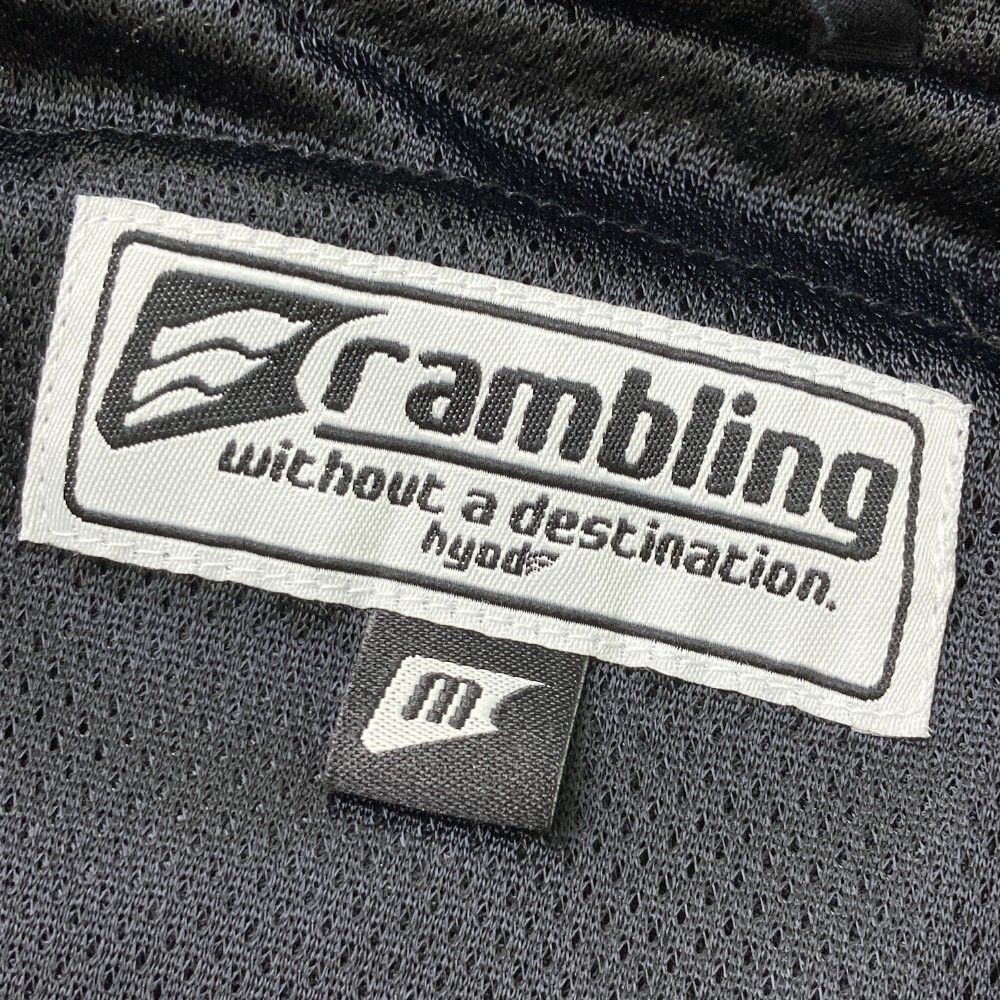 rambling
without a destination.
hyod
m